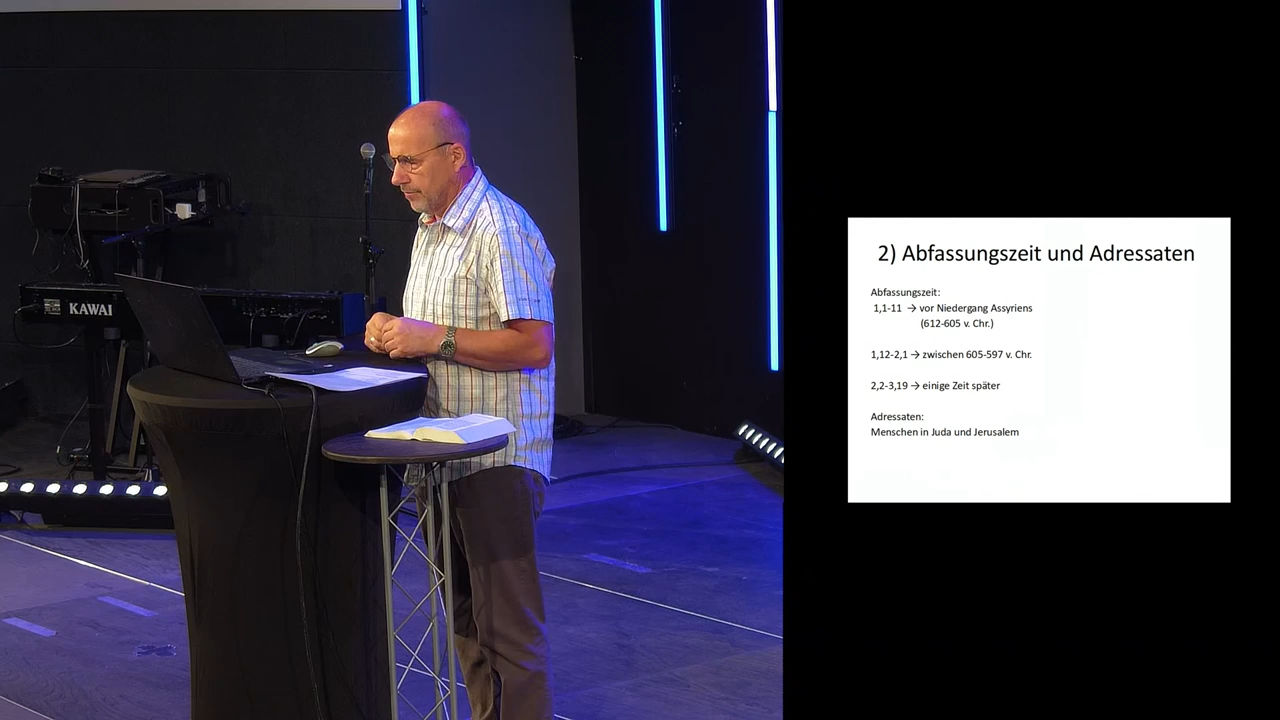 KAWAI
2) Abfassungszeit und Adressaten
Abfassungszeit:
1,1-11 → vor Niedergang Assyriens
(612-605 v. Chr.)
1,12-2,1 → zwischen 605-597 v. Chr.
2,2-3,19 → einige Zeit später
Adressaten:
Menschen in Juda und Jerusalem